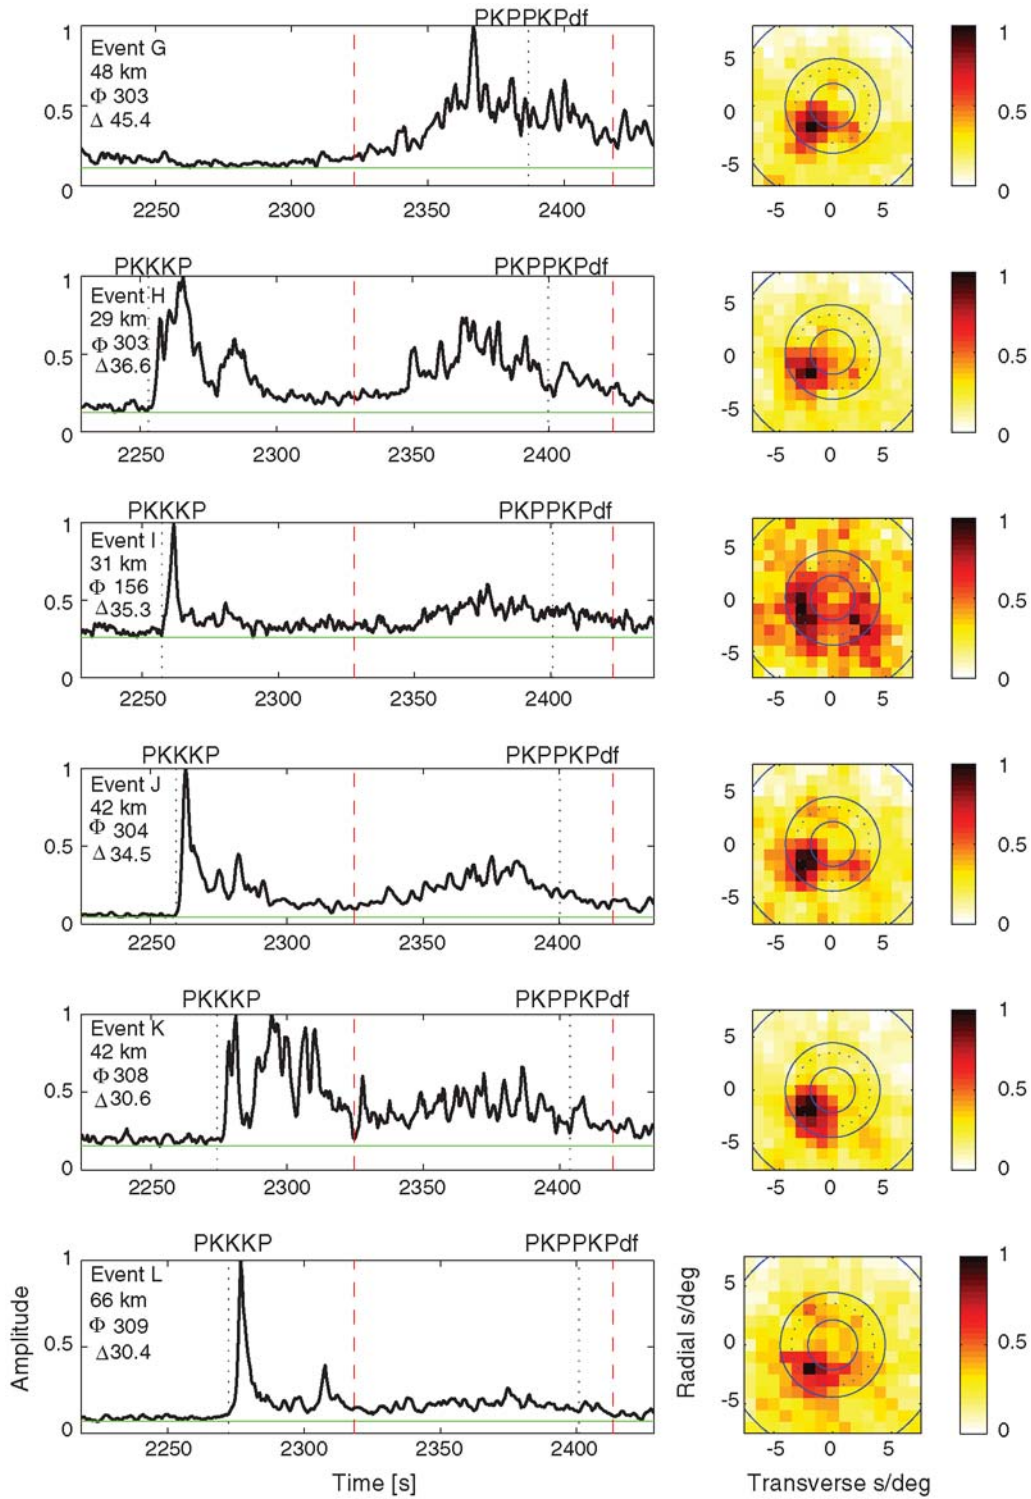 PKPPKPdf
1
Event G
48 km
Φ 303
Δ 45.4
0.5
0
2250 2300 2350 2400
5
0
-5
-5 0 5
1
0.5
0
PKKKP PKPPKPdf
1
Event H
29 km
Φ 303
Δ36.6
0.5
0
2250 2300 2350 2400
5
0
-5
-5 0 5
1
0.5
0
PKKKP PKPPKPdf
1
Event I
31 km
Φ 156
Δ35.3
0.5
0
2250 2300 2350 2400
5
0
-5
-5 0 5
1
0.5
0
PKKKP PKPPKPdf
1
Event J
42 km
Φ 304
Δ 34.5
0.5
0
2250 2300 2350 2400
5
0
-5
-5 0 5
1
0.5
0
PKKKP PKPPKPdf
1
Event K
42 km
Φ 308
Δ30.6
0.5
0
2250 2300 2350 2400
5
0
-5
-5 0 5
1
0.5
0
PKKKP PKPPKPdf
1
Event L
66 km
Φ 309
Δ30.4
0.5
0
Amplitude
2250 2300 2350 2400
Time [s]
Radial s/deg
5
0
-5
-5 0 5
Transverse s/deg
1
0.5
0